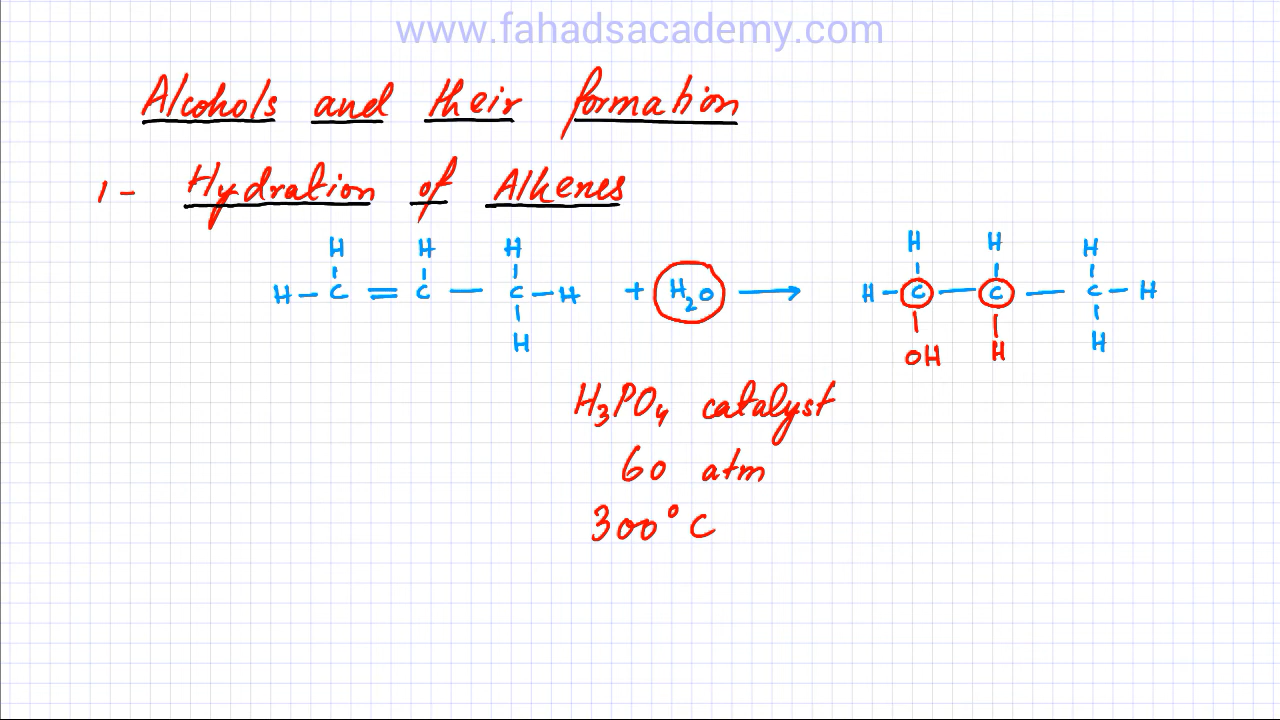 www.fahadsacademy.com
Alcohols and their formation
1- Hydration of Alkenes
H H H H H H
H-C=C-C-H + H₂O → H-C-C-C-H
H OH H H
H₃PO₄ catalyst
60 atm
300°C